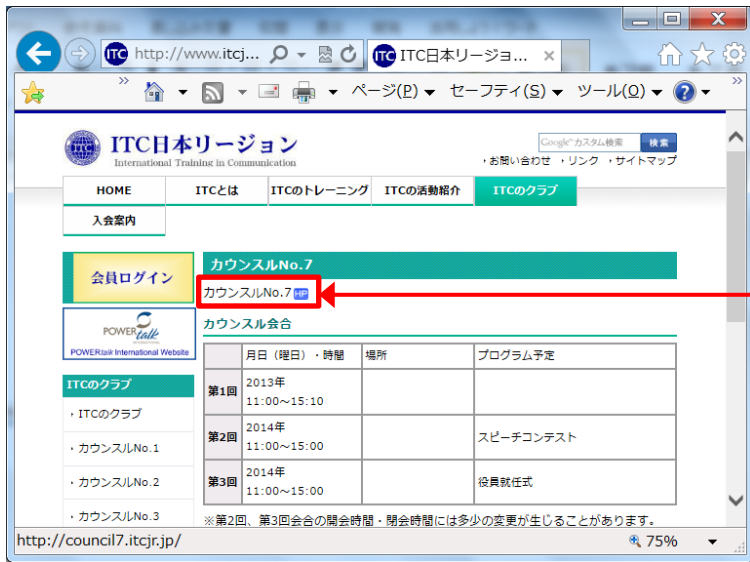 http://www.itcj... ITC日本リージョ... ×
» ページ(P) セーフティ(S) ツール(O) »
ITC日本リージョン
International Training in Communication
Google カスタム検索 検索
お問い合わせ リンク サイトマップ
HOME ITCとは ITCのトレーニング ITCの活動紹介 ITCのクラブ
入会案内
会員ログイン
POWERtalk
INTERNATIONAL
POWERtalk International Website
ITCのクラブ
ITCのクラブ
カウンスルNo.1
カウンスルNo.2
カウンスルNo.3
カウンスルNo.7
カウンスルNo.7 HP
カウンスル会合
月日(曜日)・時間 場所 プログラム予定
第1回 2013年
11:00～15:10
第2回 2014年
11:00～15:00 スピーチコンテスト
第3回 2014年
11:00～15:00 役員就任式
※第2回、第3回会合の開会時間・閉会時間には多少の変更が生じることがあります。
http://council7.itcjr.jp/ 75%